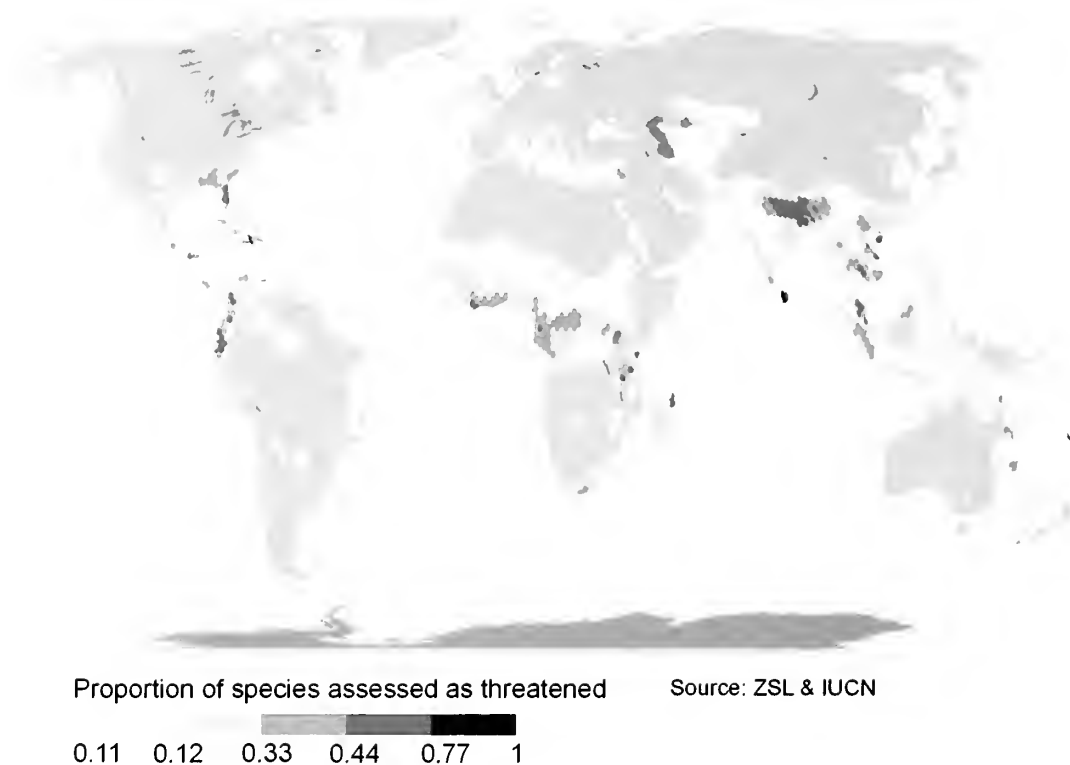 Proportion of species assessed as threatened Source: ZSL & IUCN
0.11 0.12 0.33 0.44 0.77 1